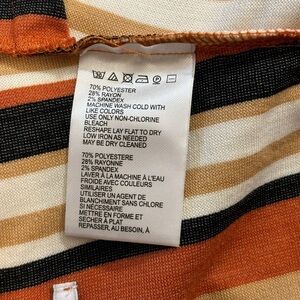 70% POLYESTER
28% RAYON
2% SPANDEX
MACHINE WASH COLD WITH
LIKE COLORS
USE ONLY NON-CHLORINE
BLEACH
RESHAPE LAY FLAT TO DRY
LOW IRON AS NEEDED
MAY BE DRY CLEANED
70% POLYESTERE
28% RAYONNE
2% SPANDEX
LAVER À LA MACHINE À L'EAU
FROIDE AVEC COULEURS
SIMILAIRES
UTILISER UN AGENT DE
BLANCHIMENT SANS CHLORE
SI NÉCESSAIRE
METTRE EN FORME ET
SÉCHER À PLAT
REPASSER, AU BESOIN, À